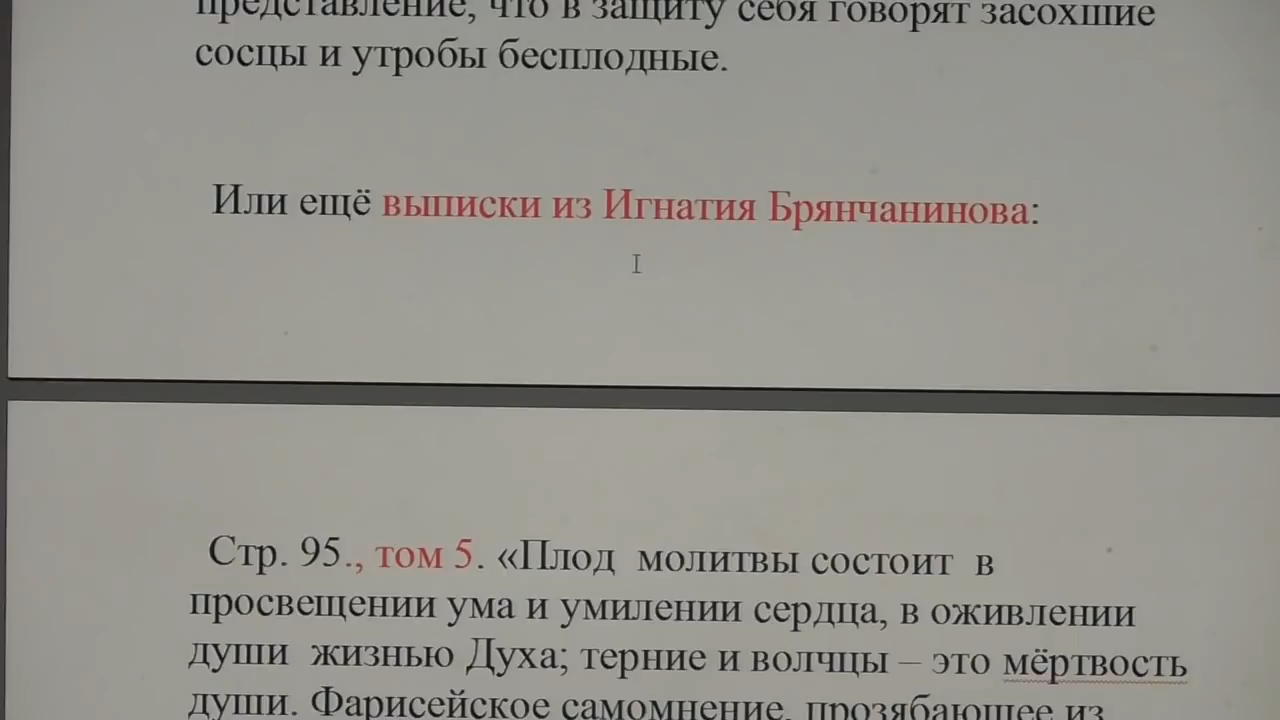 представление, что в защиту себя говорят засохшие
сосцы и утробы бесплодные.
Или ещё выписки из Игнатия Брянчанинова:
Стр. 95., том 5. «Плод молитвы состоит в
просвещении ума и умилении сердца, в оживлении
души жизнью Духа; терние и волчцы – это мёртвость
души. Фарисейское самомнение, прозябающее из